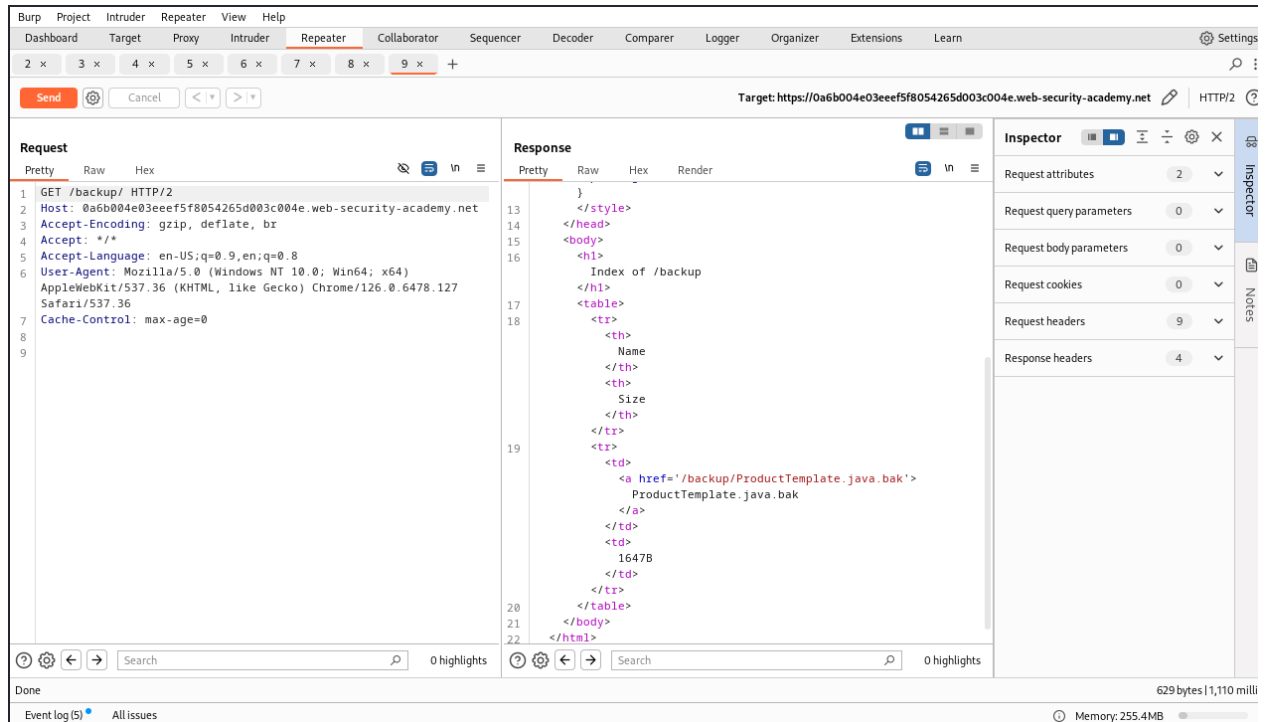 Burp Project Intruder Repeater View Help
Dashboard Target Proxy Intruder Repeater Collaborator Sequencer Decoder Comparer Logger Organizer Extensions Learn Settings
2 × 3 × 4 × 5 × 6 × 7 × 8 × 9 × +
Send Cancel < > Target: https://0a6b004e03eeef5f8054265d003c004e.web-security-academy.net HTTP/2
Request
Pretty Raw Hex \n
1 GET /backup/ HTTP/2
2 Host: 0a6b004e03eeef5f8054265d003c004e.web-security-academy.net
3 Accept-Encoding: gzip, deflate, br
4 Accept: */*
5 Accept-Language: en-US;q=0.9,en;q=0.8
6 User-Agent: Mozilla/5.0 (Windows NT 10.0; Win64; x64)
AppleWebKit/537.36 (KHTML, like Gecko) Chrome/126.0.6478.127
Safari/537.36
7 Cache-Control: max-age=0
8
9
Search 0 highlights
Response
Pretty Raw Hex Render \n
}
13 </style>
14 </head>
15 <body>
16 <h1>
Index of /backup
</h1>
17 <table>
18 <tr>
<th>
Name
</th>
<th>
Size
</th>
</tr>
19 <tr>
<td>
<a href='/backup/ProductTemplate.java.bak'>
ProductTemplate.java.bak
</a>
</td>
<td>
1647B
</td>
</tr>
20 </table>
21 </body>
22 </html>
Search 0 highlights
Inspector
Request attributes 2
Request query parameters 0
Request body parameters 0
Request cookies 0
Request headers 9
Response headers 4
Inspector
Notes
Done 629 bytes | 1,110 milli
Event log (5) All issues Memory: 255.4MB